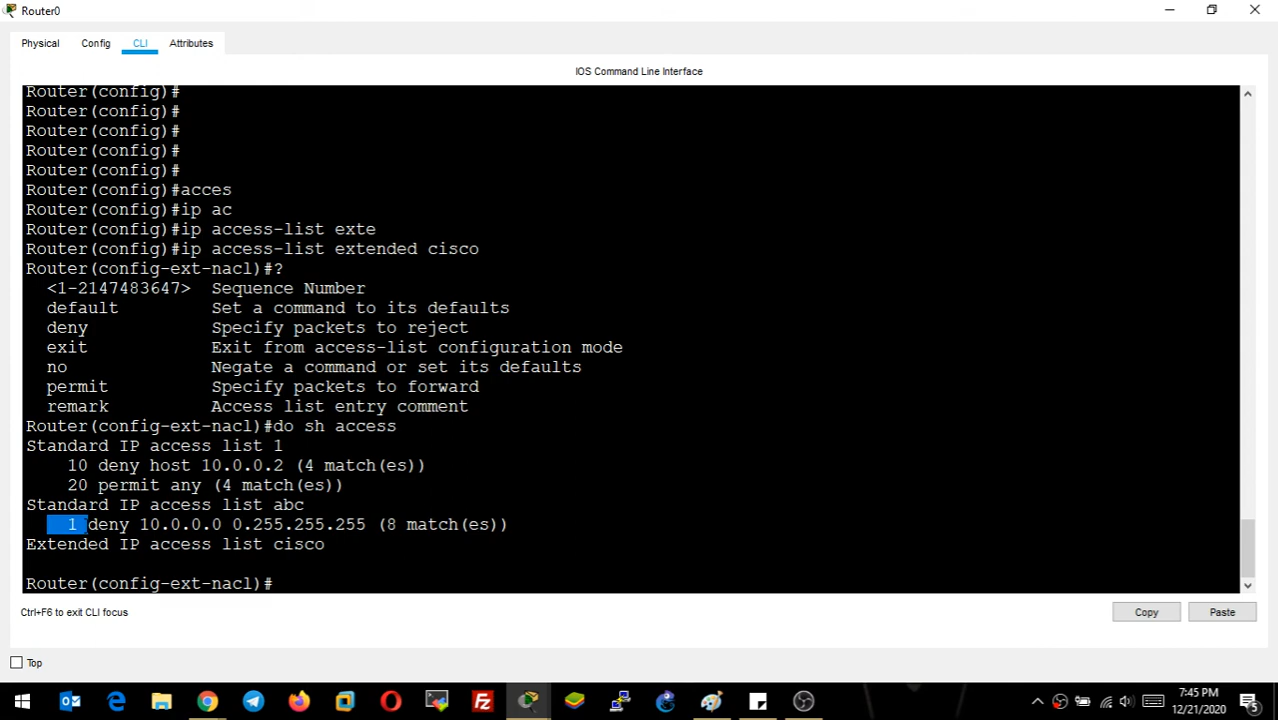 Router0
Physical Config CLI Attributes
IOS Command Line Interface
Router(config)#
Router(config)#
Router(config)#
Router(config)#
Router(config)#
Router(config)#acces
Router(config)#ip ac
Router(config)#ip access-list exte
Router(config)#ip access-list extended cisco
Router(config-ext-nacl)#?
<1-2147483647> Sequence Number
default Set a command to its defaults
deny Specify packets to reject
exit Exit from access-list configuration mode
no Negate a command or set its defaults
permit Specify packets to forward
remark Access list entry comment
Router(config-ext-nacl)#do sh access
Standard IP access list 1
10 deny host 10.0.0.2 (4 match(es))
20 permit any (4 match(es))
Standard IP access list abc
1 deny 10.0.0.0 0.255.255.255 (8 match(es))
Extended IP access list cisco
Router(config-ext-nacl)#
Ctrl+F6 to exit CLI focus
Copy Paste
Top
7:45 PM
12/21/2020
5